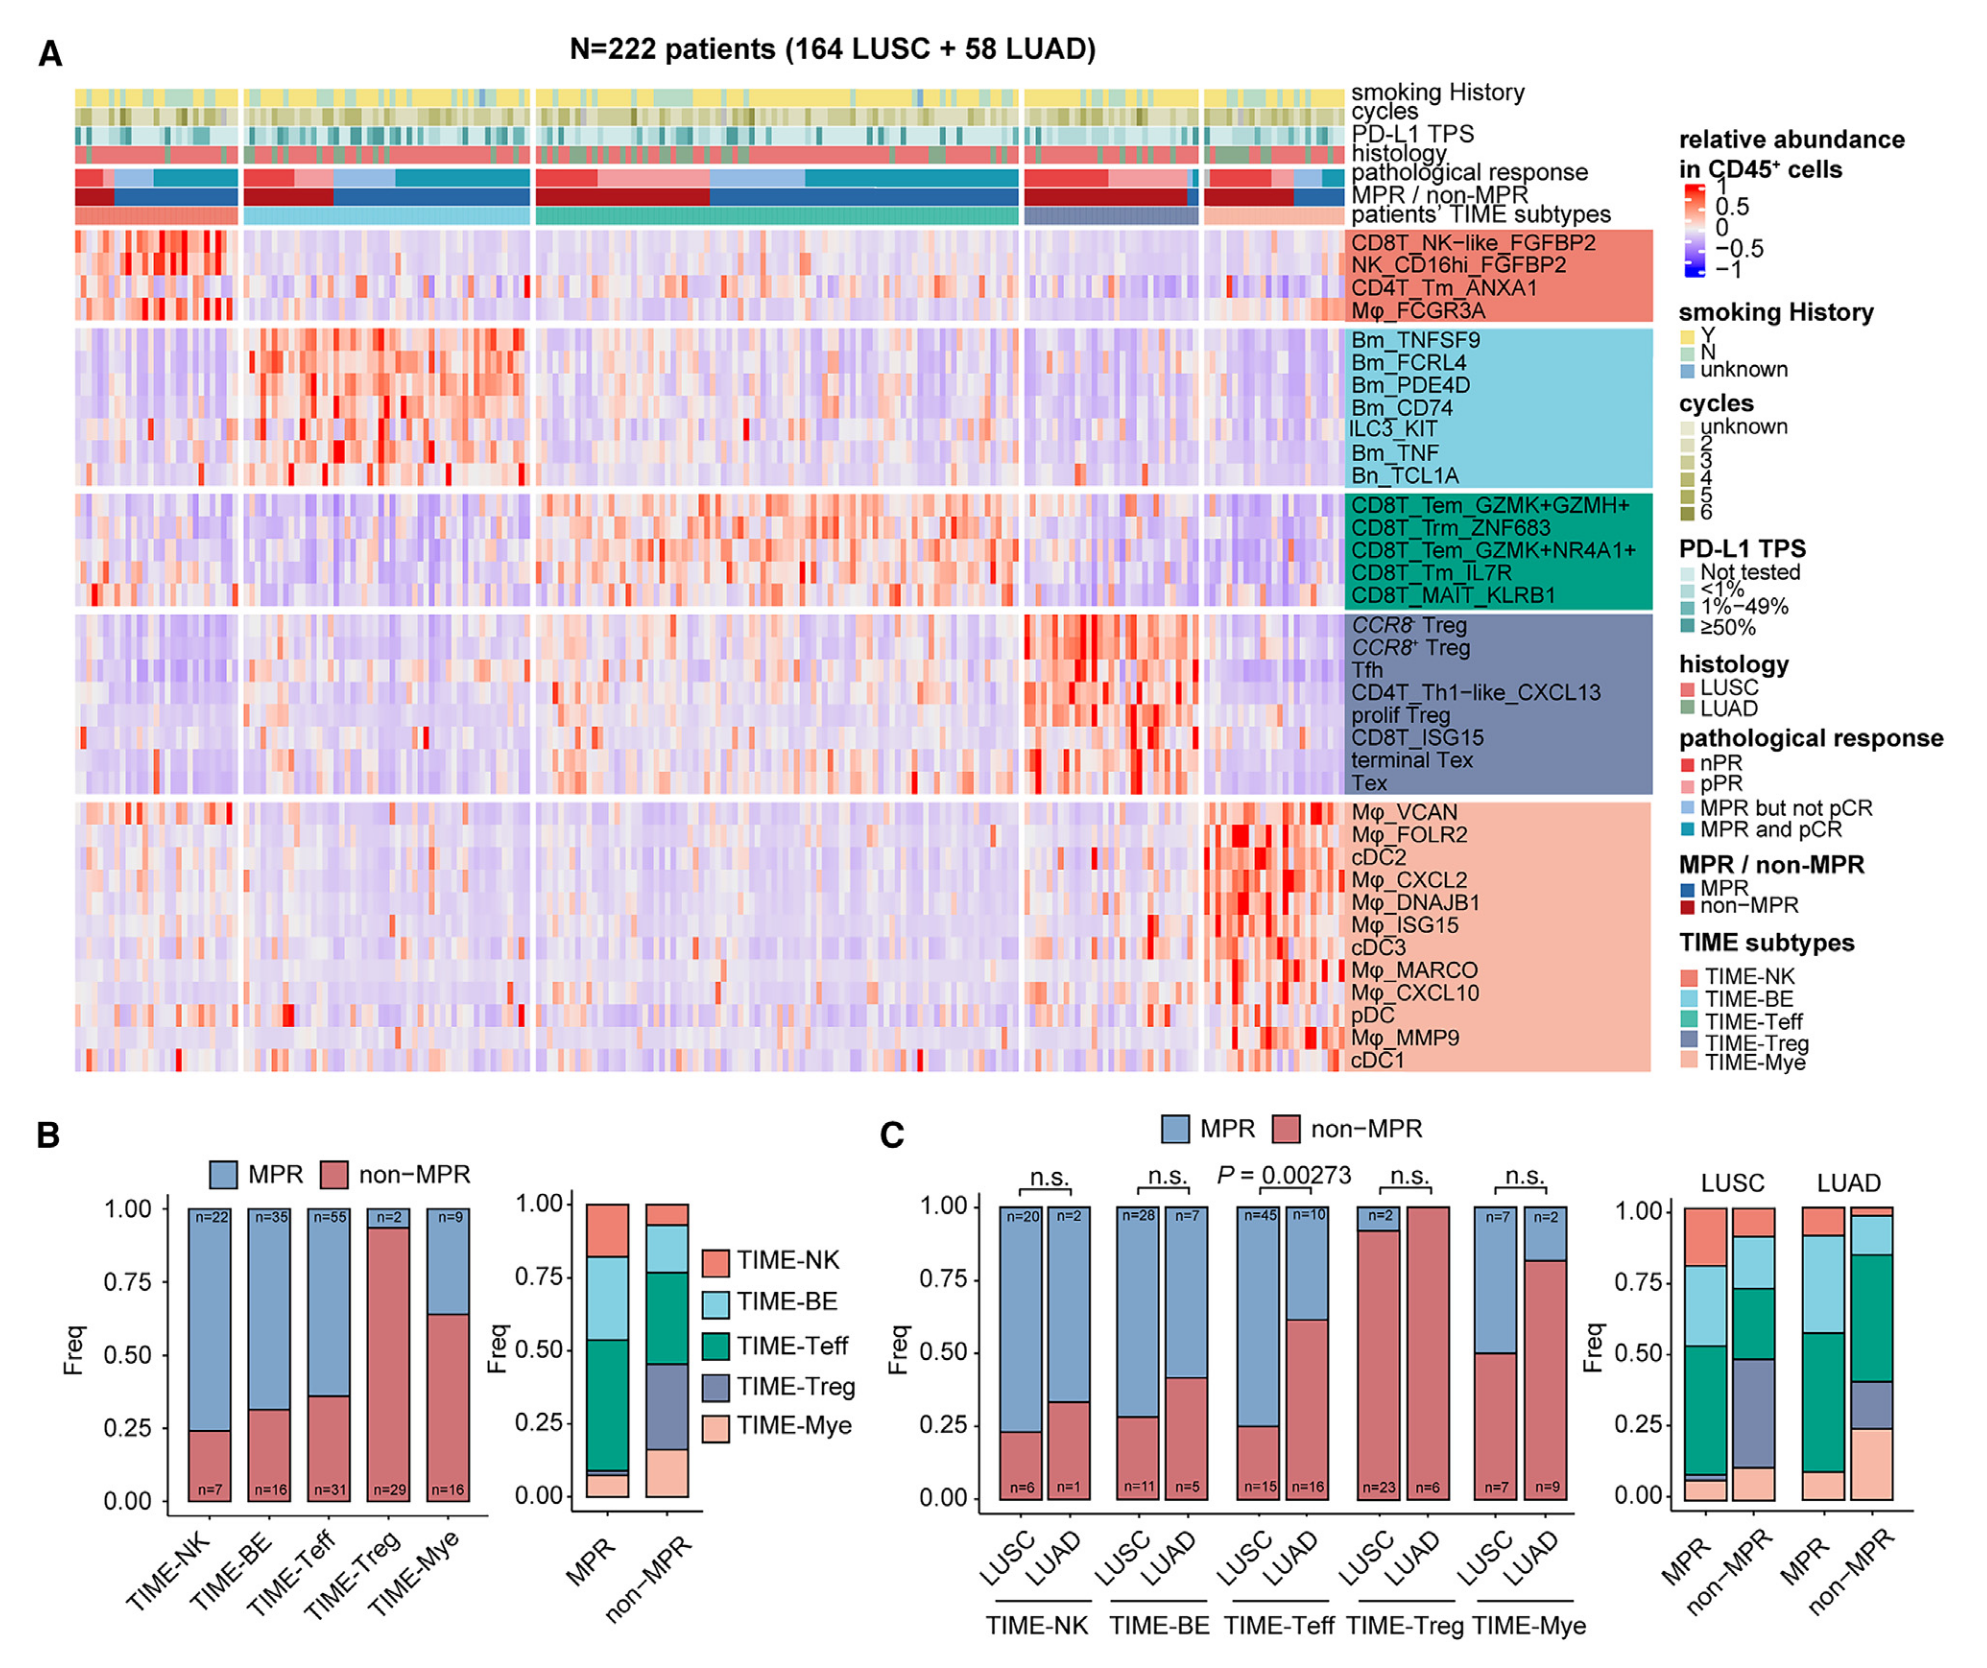 A
N=222 patients (164 LUSC + 58 LUAD)
smoking History
cycles
PD-L1 TPS
histology
pathological response
MPR / non-MPR
patients' TIME subtypes
CD8T_NK−like_FGFBP2
NK_CD16hi_FGFBP2
CD4T_Tm_ANXA1
Mφ_FCGR3A
Bm_TNFSF9
Bm_FCRL4
Bm_PDE4D
Bm_CD74
ILC3_KIT
Bm_TNF
Bn_TCL1A
CD8T_Tem_GZMK+GZMH+
CD8T_Trm_ZNF683
CD8T_Tem_GZMK+NR4A1+
CD8T_Tm_IL7R
CD8T_MAIT_KLRB1
CCR8⁻ Treg
CCR8⁺ Treg
Tfh
CD4T_Th1−like_CXCL13
prolif Treg
CD8T_ISG15
terminal Tex
Tex
Mφ_VCAN
Mφ_FOLR2
cDC2
Mφ_CXCL2
Mφ_DNAJB1
Mφ_ISG15
cDC3
Mφ_MARCO
Mφ_CXCL10
pDC
Mφ_MMP9
cDC1
relative abundance
in CD45⁺ cells
1
0.5
0
−0.5
−1
smoking History
Y
N
unknown
cycles
unknown
2
3
4
5
6
PD-L1 TPS
Not tested
<1%
1%−49%
≥50%
histology
LUSC
LUAD
pathological response
nPR
pPR
MPR but not pCR
MPR and pCR
MPR / non-MPR
MPR
non−MPR
TIME subtypes
TIME-NK
TIME-BE
TIME-Teff
TIME-Treg
TIME-Mye
B
MPR non−MPR
Freq
1.00
0.75
0.50
0.25
0.00
n=22 n=35 n=55 n=2 n=9
n=7 n=16 n=31 n=29 n=16
TIME-NK TIME-BE TIME-Teff TIME-Treg TIME-Mye
Freq
1.00
0.75
0.50
0.25
0.00
MPR non−MPR
TIME-NK
TIME-BE
TIME-Teff
TIME-Treg
TIME-Mye
C
MPR non−MPR
n.s. n.s. P = 0.00273 n.s. n.s.
Freq
1.00
0.75
0.50
0.25
0.00
n=20 n=2 n=28 n=7 n=45 n=10 n=2 n=7 n=2
n=6 n=1 n=11 n=5 n=15 n=16 n=23 n=6 n=7 n=9
LUSC LUAD LUSC LUAD LUSC LUAD LUSC LUAD LUSC LUAD
TIME-NK TIME-BE TIME-Teff TIME-Treg TIME-Mye
LUSC LUAD
Freq
1.00
0.75
0.50
0.25
0.00
MPR non−MPR MPR non−MPR